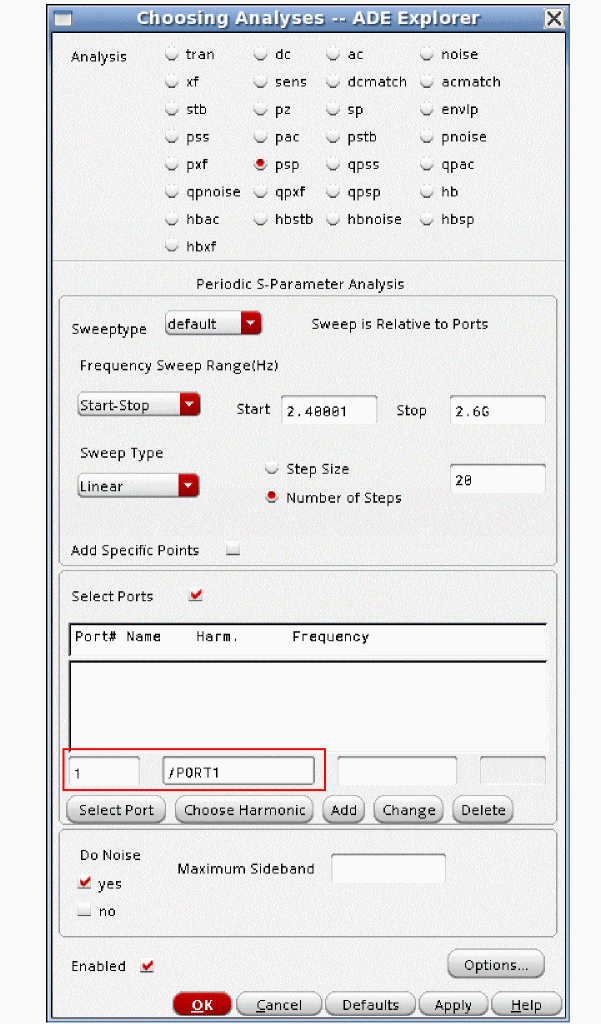 Choosing Analyses -- ADE Explorer
Analysis tran dc ac noise
xf sens dcmatch acmatch
stb pz sp envlp
pss pac pstb pnoise
pxf psp qpss qpac
qpnoise qpxf qpsp hb
hbac hbstb hbnoise hbsp
hbxf
Periodic S-Parameter Analysis
Sweeptype default Sweep is Relative to Ports
Frequency Sweep Range(Hz)
Start-Stop Start 2.40001 Stop 2.6G
Sweep Type
Linear
Step Size
Number of Steps
20
Add Specific Points
Select Ports
Port# Name Harm. Frequency
1 /PORT1
Select Port Choose Harmonic Add Change Delete
Do Noise
yes
no
Maximum Sideband
Enabled Options...
OK Cancel Defaults Apply Help